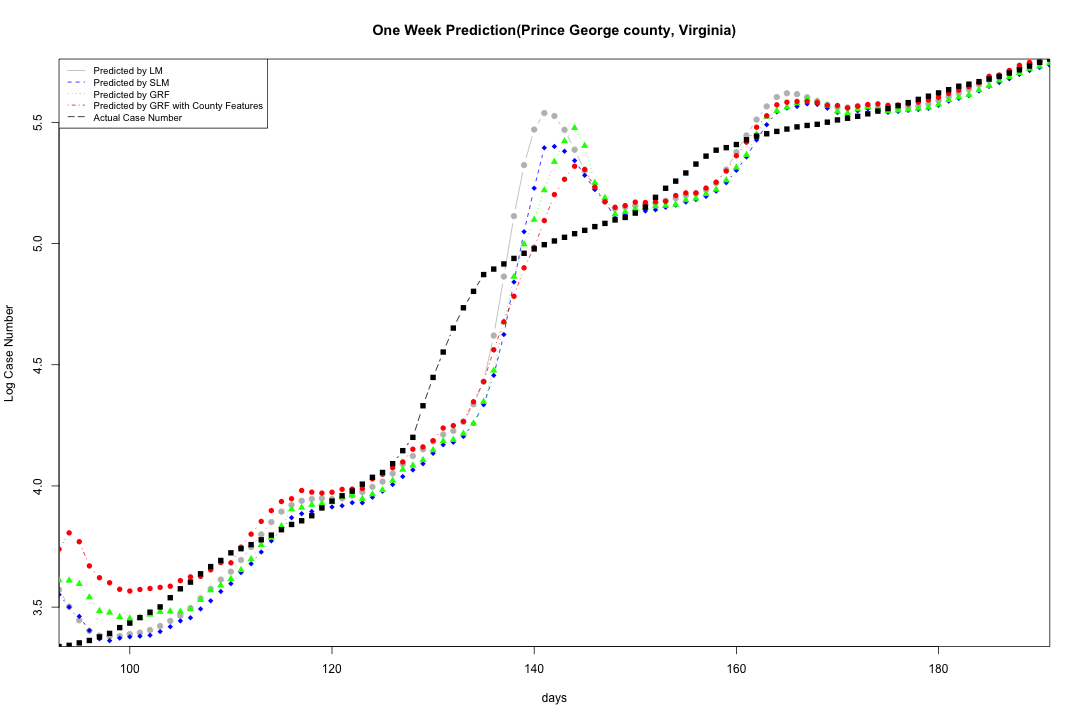 One Week Prediction(Prince George county, Virginia)
Predicted by LM
Predicted by SLM
Predicted by GRF
Predicted by GRF with County Features
Actual Case Number
5.5
5.0
4.5
4.0
3.5
Log Case Number
100 120 140 160 180
days